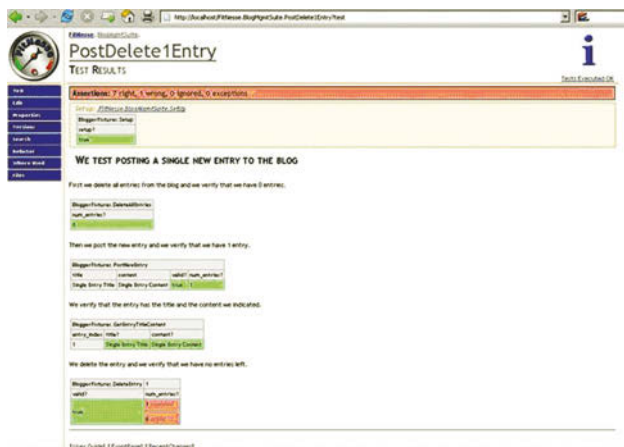 http://localhost/FitNesse.BlogMgmtSuite.PostDelete1Entry?test
FitNesse
FitNesse.BlogMgmtSuite.
PostDelete1Entry
TEST RESULTS
Tests Executed OK
Test
Edit
Properties
Versions
Search
Refactor
Where Used
Files
Assertions: 7 right, 1 wrong, 0 ignored, 0 exceptions
Setup: .FitNesse.BlogMgmtSuite.SetUp
BloggerFixtures.Setup
setup?
true
WE TEST POSTING A SINGLE NEW ENTRY TO THE BLOG
First we delete all entries from the blog and we verify that we have 0 entries.
BloggerFixtures.DeleteAllEntries
num_entries?
0
Then we post the new entry and we verify that we have 1 entry.
BloggerFixtures.PostNewEntry
title content valid? num_entries?
Single Entry Title Single Entry Content true 1
We verify that the entry has the title and the content we indicated.
BloggerFixtures.GetEntryTitleContent
entry_index title? content?
1 Single Entry Title Single Entry Content
We delete the entry and we verify that we have no entries left.
BloggerFixtures.DeleteEntry 1
valid? num_entries?
true 1 expected
0 actual